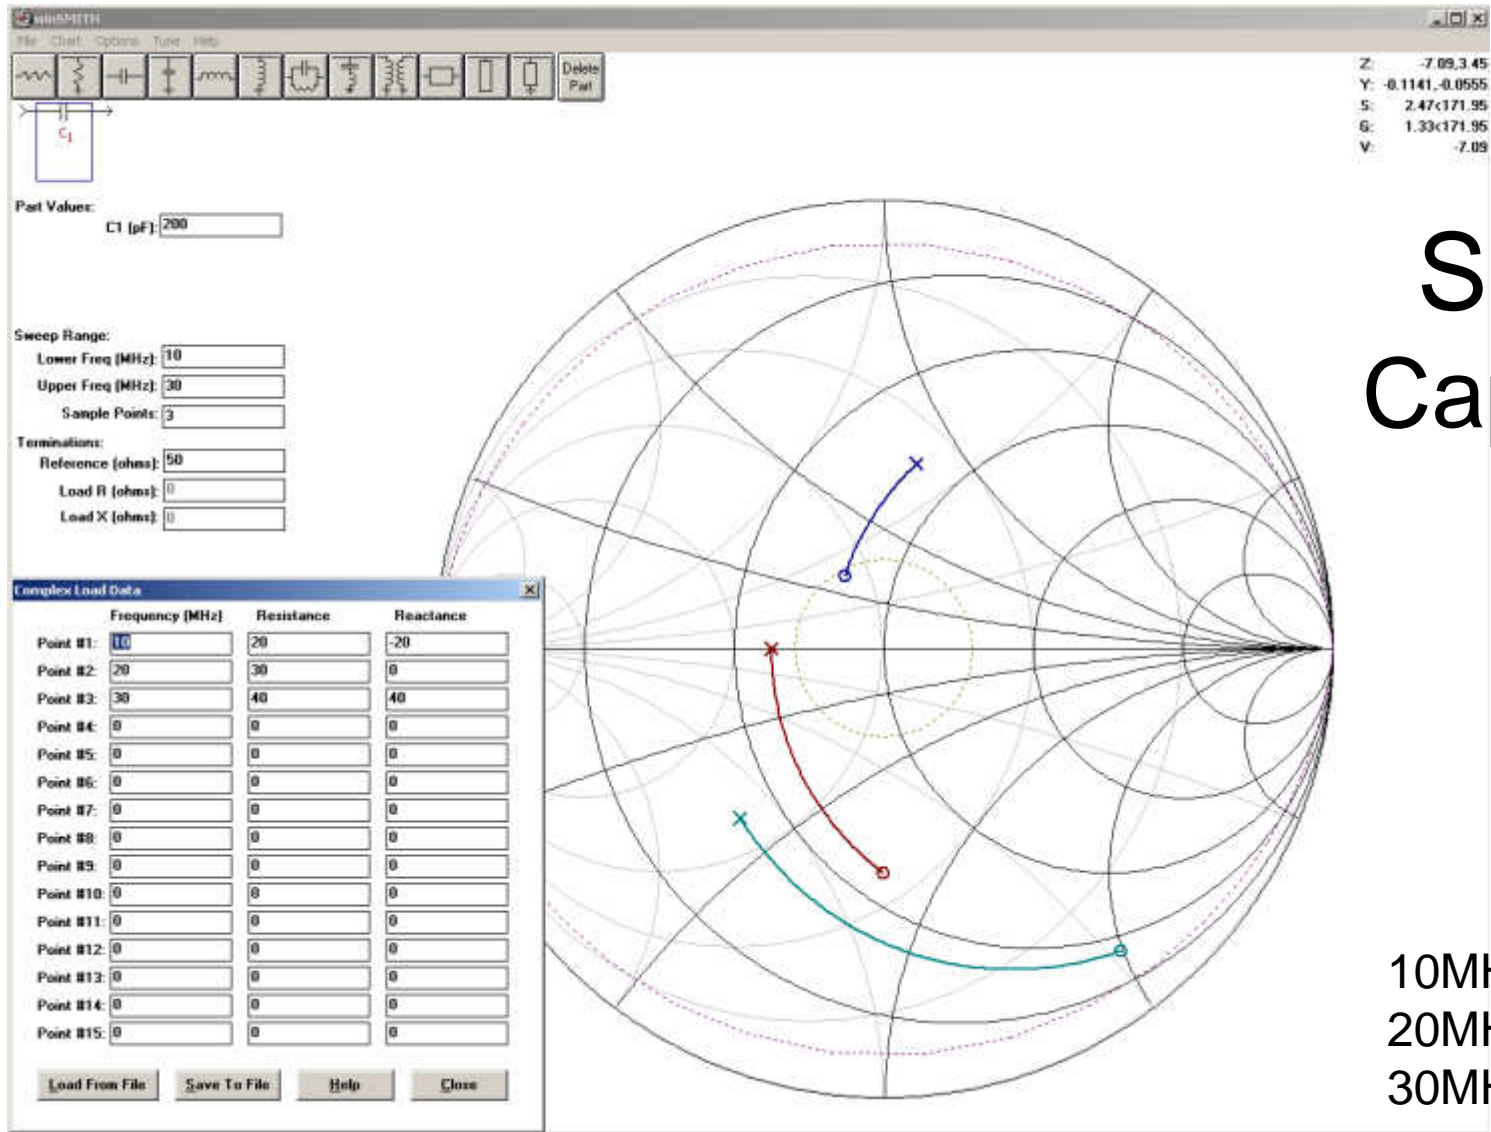 winSMITH
File Chart Options Tune Help
Delete Part
Z: -7.09,3.45
Y: -0.1141,-0.0555
S: 2.47<171.95
G: 1.33<171.95
V: -7.09
C1
Part Values:
C1 (pF): 200
Sweep Range:
Lower Freq (MHz): 10
Upper Freq (MHz): 30
Sample Points: 3
Terminations:
Reference (ohms): 50
Load R (ohms): 0
Load X (ohms): 0
Complex Load Data
Frequency (MHz) Resistance Reactance
Point #1: 10 20 -20
Point #2: 20 30 0
Point #3: 30 40 40
Point #4: 0 0 0
Point #5: 0 0 0
Point #6: 0 0 0
Point #7: 0 0 0
Point #8: 0 0 0
Point #9: 0 0 0
Point #10: 0 0 0
Point #11: 0 0 0
Point #12: 0 0 0
Point #13: 0 0 0
Point #14: 0 0 0
Point #15: 0 0 0
Load From File Save To File Help Close
S
Ca
10MH
20MH
30MH